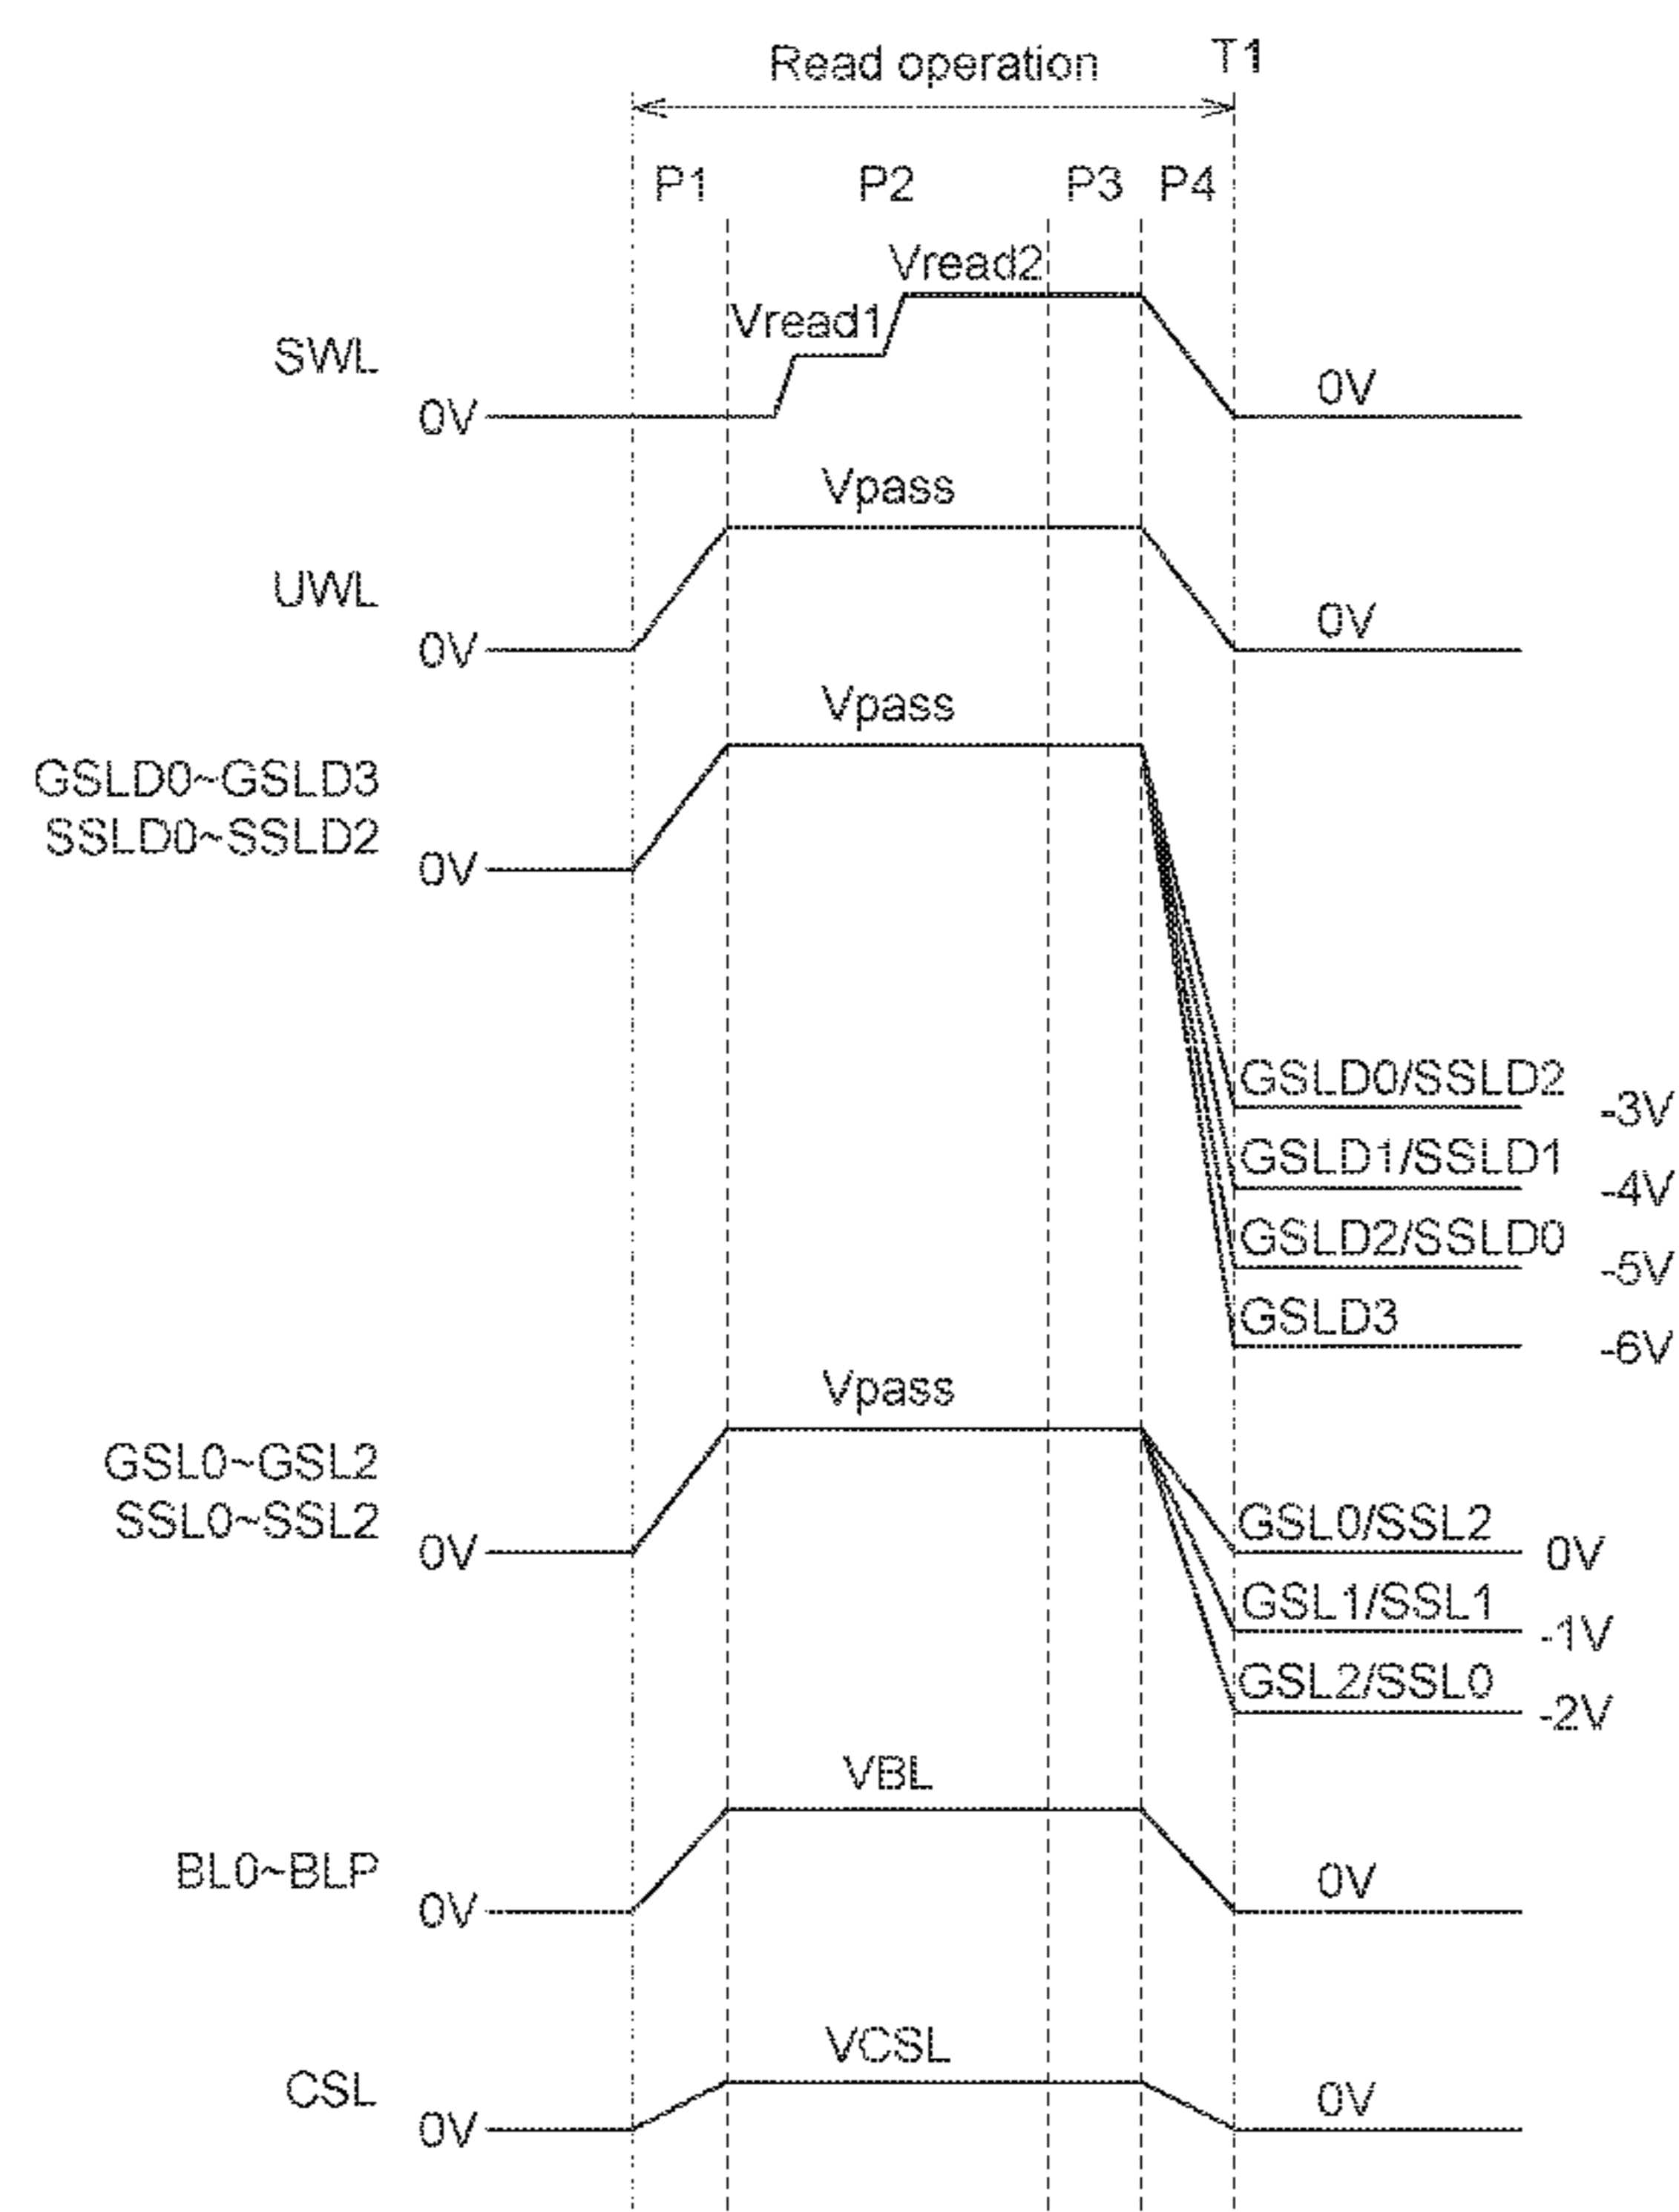 Read operation T1
P1 P2 P3 P4
Vread2
Vread1
SWL
0V 0V
Vpass
UWL
0V 0V
Vpass
GSLD0~GSLD3
SSLD0~SSLD2
0V
GSLD0/SSLD2 -3V
GSLD1/SSLD1 -4V
GSLD2/SSLD0 -5V
GSLD3 -6V
Vpass
GSL0~GSL2
SSL0~SSL2
0V
GSL0/SSL2 0V
GSL1/SSL1 -1V
GSL2/SSL0 -2V
VBL
BL0~BLP
0V 0V
VCSL
CSL
0V 0V